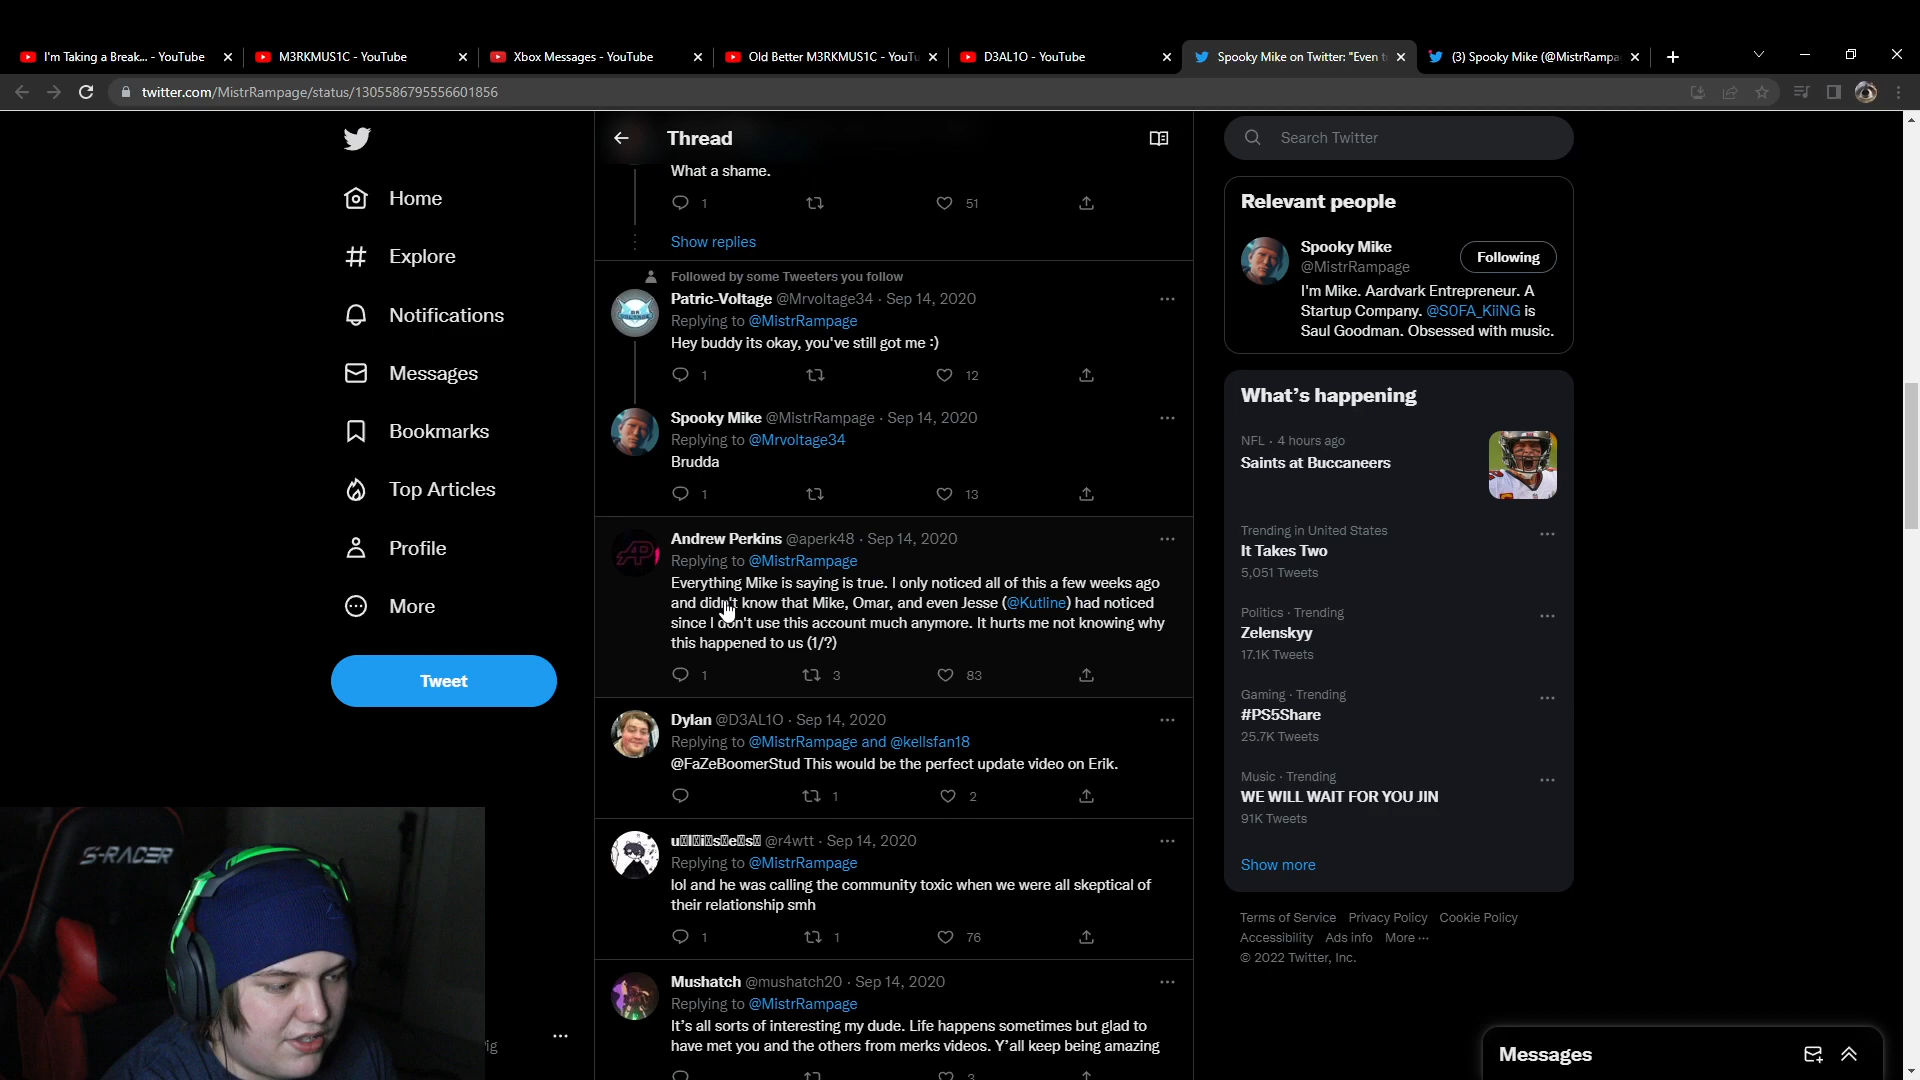 I'm Taking a Break... - YouTube
M3RKMUS1C - YouTube
Xbox Messages - YouTube
Old Better M3RKMUS1C - YouTu
D3AL1O - YouTube
Spooky Mike on Twitter: "Even t
(3) Spooky Mike (@MistrRampa
twitter.com/MistrRampage/status/1305586795556601856
Home
Explore
Notifications
Messages
Bookmarks
Top Articles
Profile
More
Tweet
Thread
What a shame.
1 51
Show replies
Followed by some Tweeters you follow
Patric-Voltage @Mrvoltage34 · Sep 14, 2020
Replying to @MistrRampage
Hey buddy its okay, you've still got me :)
1 12
Spooky Mike @MistrRampage · Sep 14, 2020
Replying to @Mrvoltage34
Brudda
1 13
Andrew Perkins @aperk48 · Sep 14, 2020
Replying to @MistrRampage
Everything Mike is saying is true. I only noticed all of this a few weeks ago
and didn't know that Mike, Omar, and even Jesse (@Kutline) had noticed
since I don't use this account much anymore. It hurts me not knowing why
this happened to us (1/?)
1 3 83
Dylan @D3AL1O · Sep 14, 2020
Replying to @MistrRampage and @kellsfan18
@FaZeBoomerStud This would be the perfect update video on Erik.
1 2
@r4wtt · Sep 14, 2020
Replying to @MistrRampage
lol and he was calling the community toxic when we were all skeptical of
their relationship smh
1 1 76
Mushatch @mushatch20 · Sep 14, 2020
Replying to @MistrRampage
It's all sorts of interesting my dude. Life happens sometimes but glad to
have met you and the others from merks videos. Y'all keep being amazing
3
Search Twitter
Relevant people
Spooky Mike
@MistrRampage
Following
I'm Mike. Aardvark Entrepreneur. A
Startup Company. @S0FA_KiiNG is
Saul Goodman. Obsessed with music.
What's happening
NFL · 4 hours ago
Saints at Buccaneers
Trending in United States
It Takes Two
5,051 Tweets
Politics · Trending
Zelenskyy
17.1K Tweets
Gaming · Trending
#PS5Share
25.7K Tweets
Music · Trending
WE WILL WAIT FOR YOU JIN
91K Tweets
Show more
Terms of Service Privacy Policy Cookie Policy
Accessibility Ads info More ···
© 2022 Twitter, Inc.
Messages
S-RACER
AP
ig